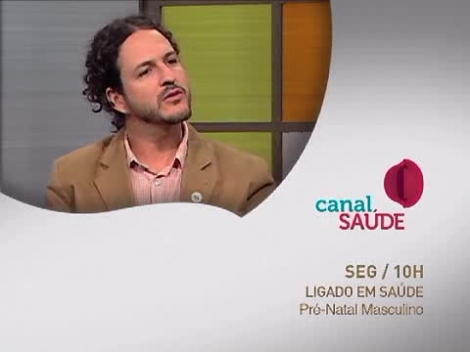 canal
SAÚDE
SEG / 10H
LIGADO EM SAÚDE
Pré-Natal Masculino